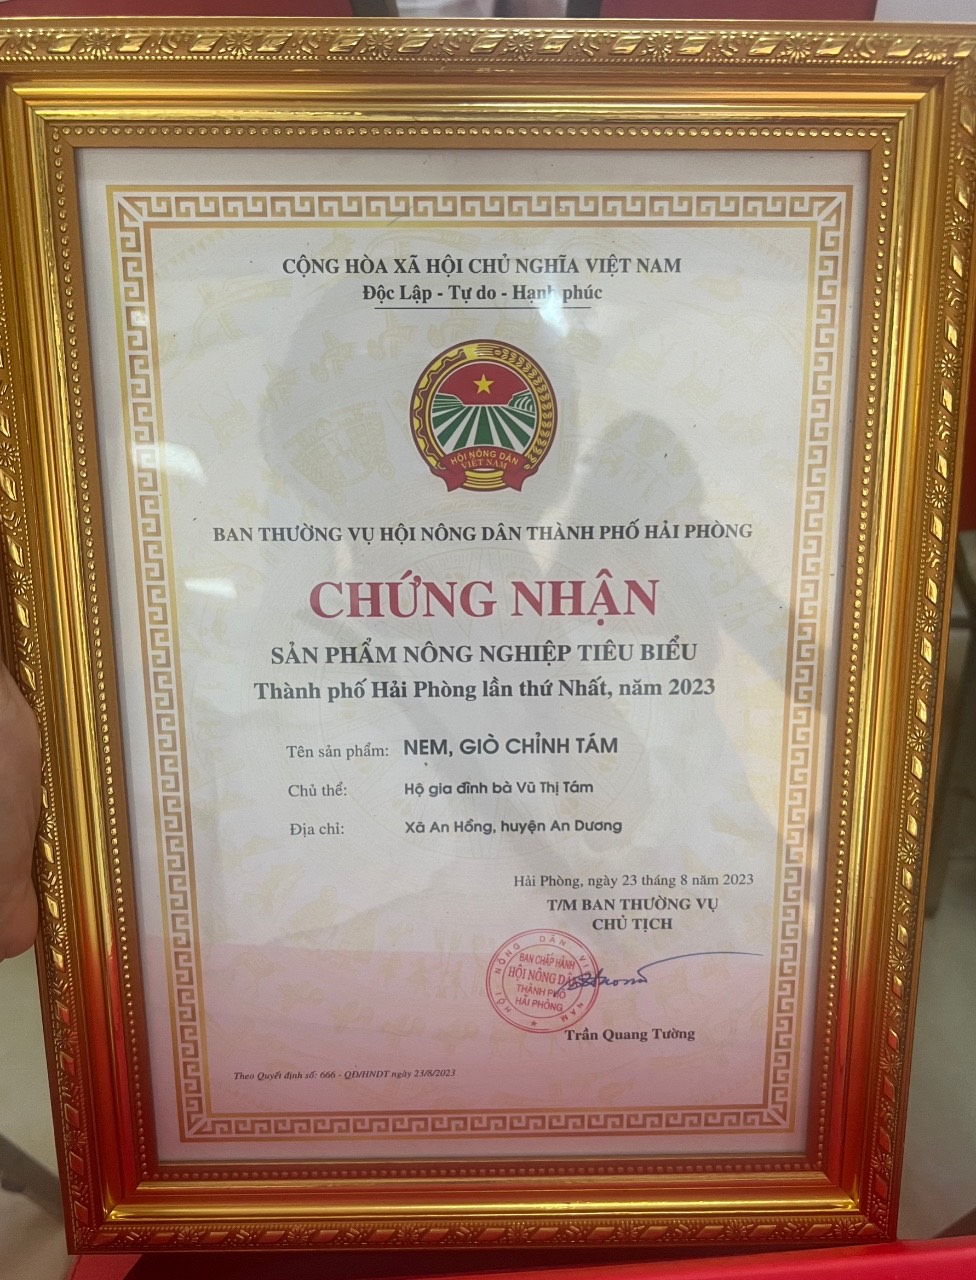 CỘNG HÒA XÃ HỘI CHỦ NGHĨA VIỆT NAM
Độc Lập - Tự do - Hạnh phúc
HỘI NÔNG DÂN
VIỆT NAM
BAN THƯỜNG VỤ HỘI NÔNG DÂN THÀNH PHỐ HẢI PHÒNG
CHỨNG NHẬN
SẢN PHẨM NÔNG NGHIỆP TIÊU BIỂU
Thành phố Hải Phòng lần thứ Nhất, năm 2023
Tên sản phẩm: NEM, GIÒ CHỈNH TÁM
Chủ thể: Hộ gia đình bà Vũ Thị Tám
Địa chỉ: Xã An Hồng, huyện An Dương
Hải Phòng, ngày 23 tháng 8 năm 2023
T/M BAN THƯỜNG VỤ
CHỦ TỊCH
HỘI NÔNG DÂN VIỆT NAM
BAN CHẤP HÀNH
HỘI NÔNG DÂN
THÀNH PHỐ
HẢI PHÒNG
Trần Quang Tường
Theo Quyết định số: 666 - QĐ/HNDT ngày 23/8/2023